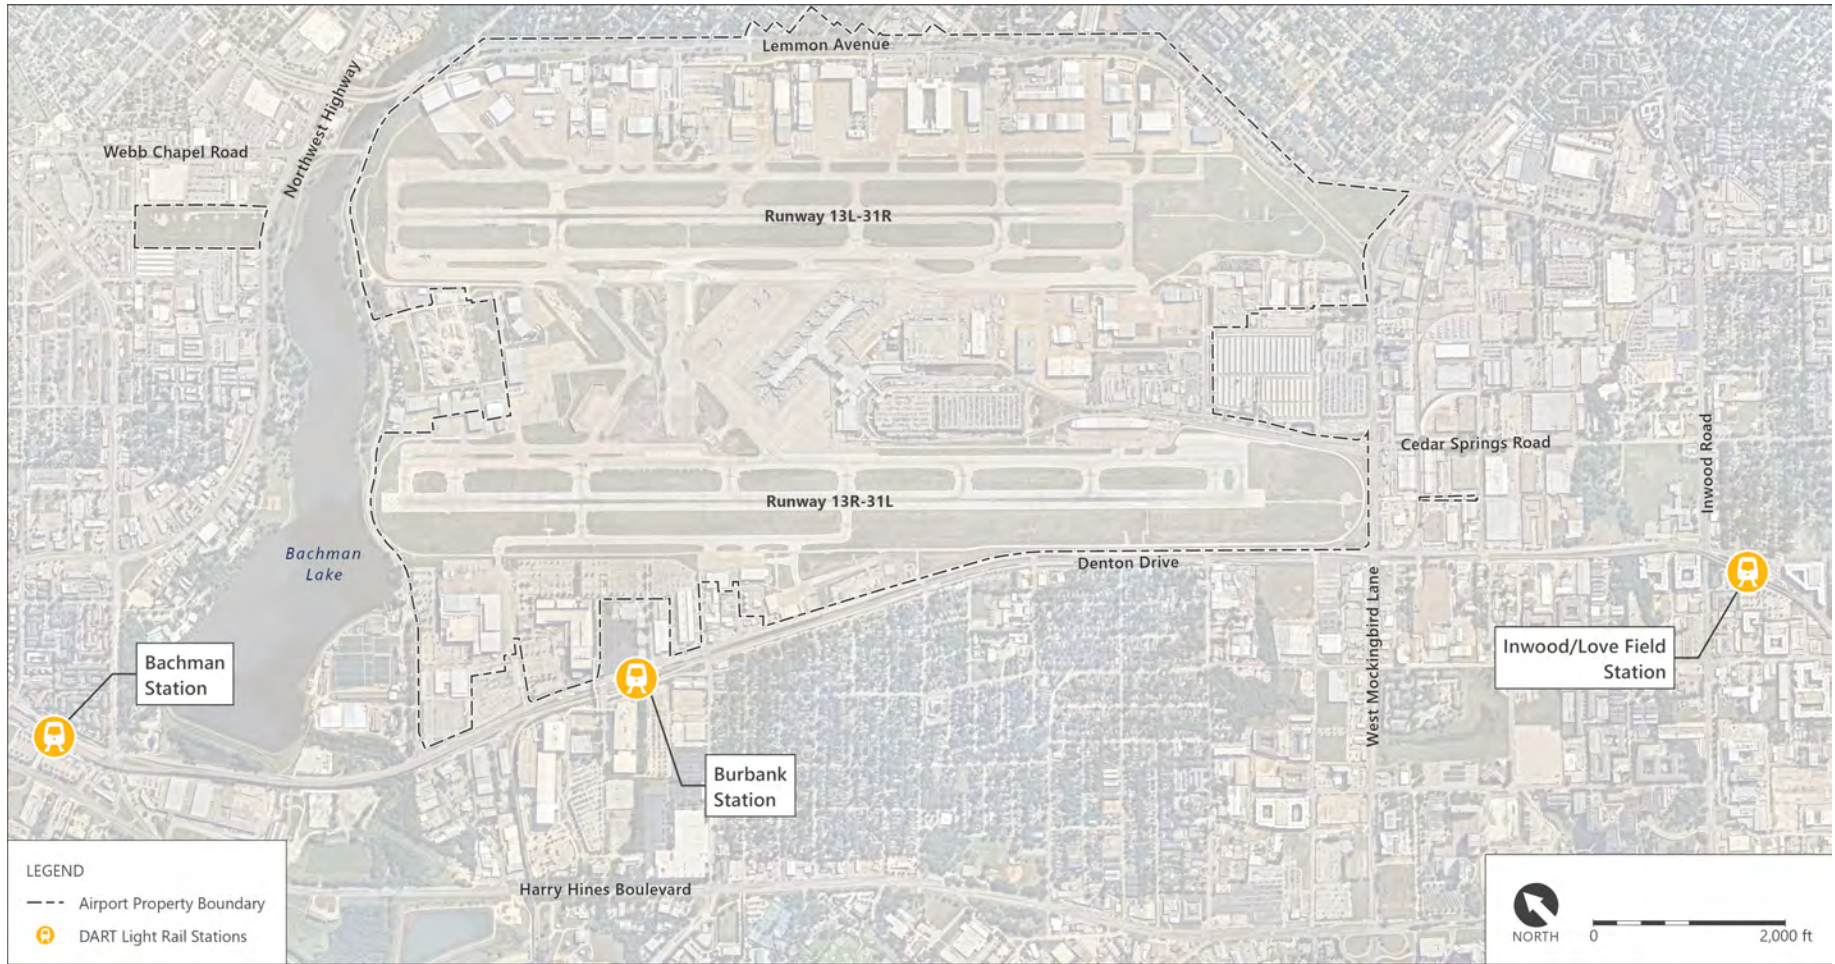 Lemmon Avenue
Northwest Highway
Webb Chapel Road
Runway 13L-31R
Cedar Springs Road
Inwood Road
Runway 13R-31L
Bachman
Lake
Denton Drive
West Mockingbird Lane
Inwood/Love Field
Station
Bachman
Station
Burbank
Station
Harry Hines Boulevard
LEGEND
Airport Property Boundary
DART Light Rail Stations
NORTH
0 2,000 ft